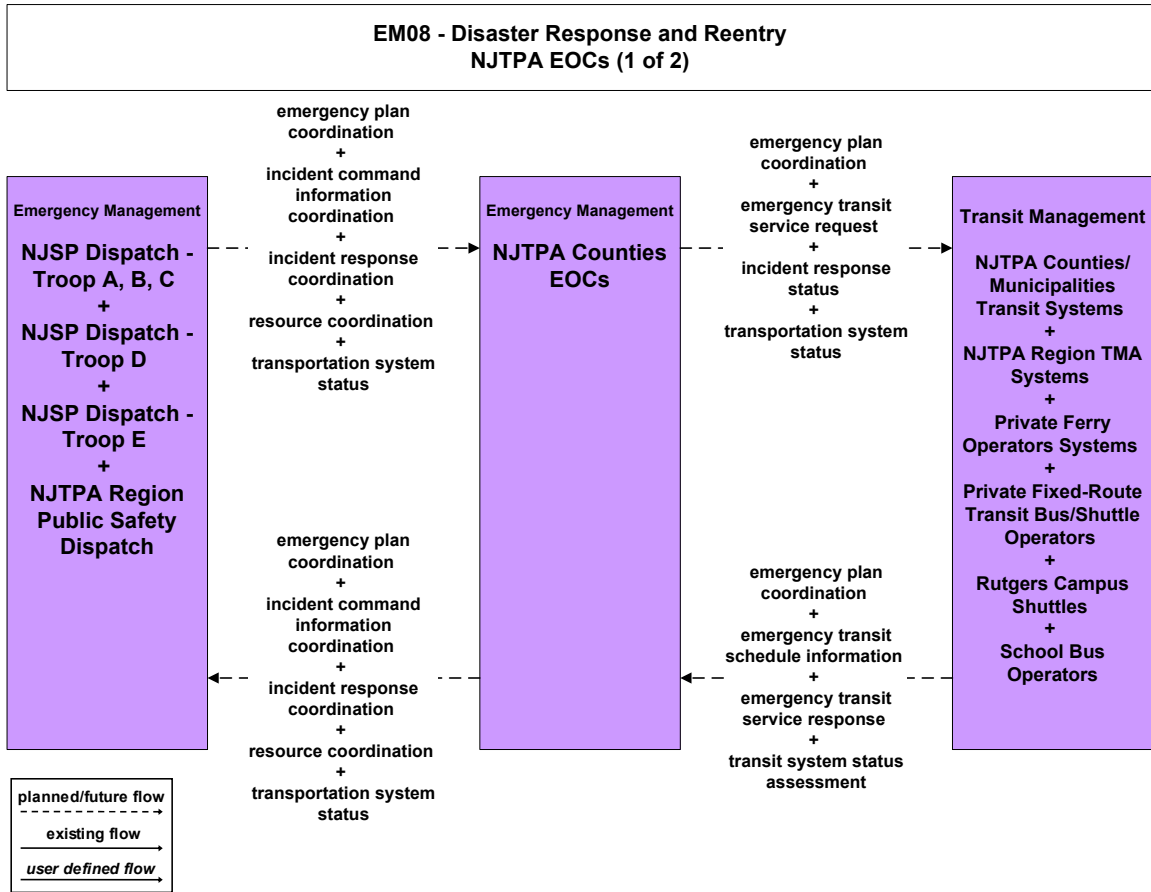 EM08 - Disaster Response and Reentry
NJTPA EOCs (1 of 2)
Emergency Management
NJSP Dispatch -
Troop A, B, C
+
NJSP Dispatch -
Troop D
+
NJSP Dispatch -
Troop E
+
NJTPA Region
Public Safety
Dispatch
emergency plan
coordination
+
incident command
information
coordination
+
incident response
coordination
+
resource coordination
+
transportation system
status
emergency plan
coordination
+
incident command
information
coordination
+
incident response
coordination
+
resource coordination
+
transportation system
status
Emergency Management
NJTPA Counties
EOCs
emergency plan
coordination
+
emergency transit
service request
+
incident response
status
+
transportation system
status
emergency plan
coordination
+
emergency transit
schedule information
+
emergency transit
service response
+
transit system status
assessment
Transit Management
NJTPA Counties/
Municipalities
Transit Systems
+
NJTPA Region TMA
Systems
+
Private Ferry
Operators Systems
+
Private Fixed-Route
Transit Bus/Shuttle
Operators
+
Rutgers Campus
Shuttles
+
School Bus
Operators
planned/future flow
existing flow
user defined flow